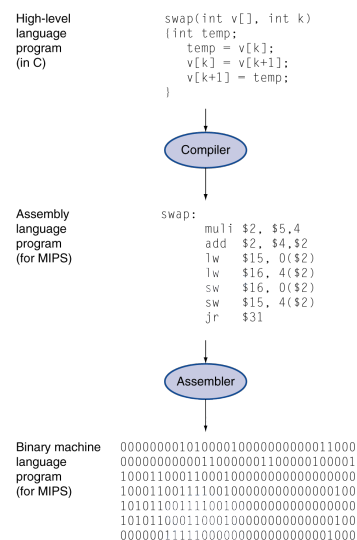 High-level
language
program
(in C)
swap(int v[], int k)
{int temp;
temp = v[k];
v[k] = v[k+1];
v[k+1] = temp;
}
Compiler
Assembly
language
program
(for MIPS)
swap:
muli $2, $5,4
add $2, $4,$2
lw $15, 0($2)
lw $16, 4($2)
sw $16, 0($2)
sw $15, 4($2)
jr $31
Assembler
Binary machine
language
program
(for MIPS)
00000000101000010000000000011000
00000000000110000001100000100001
10001100011000100000000000000000
10001100111100100000000000000100
10101100111100100000000000000000
10101100011000100000000000000100
00000011111000000000000000001000